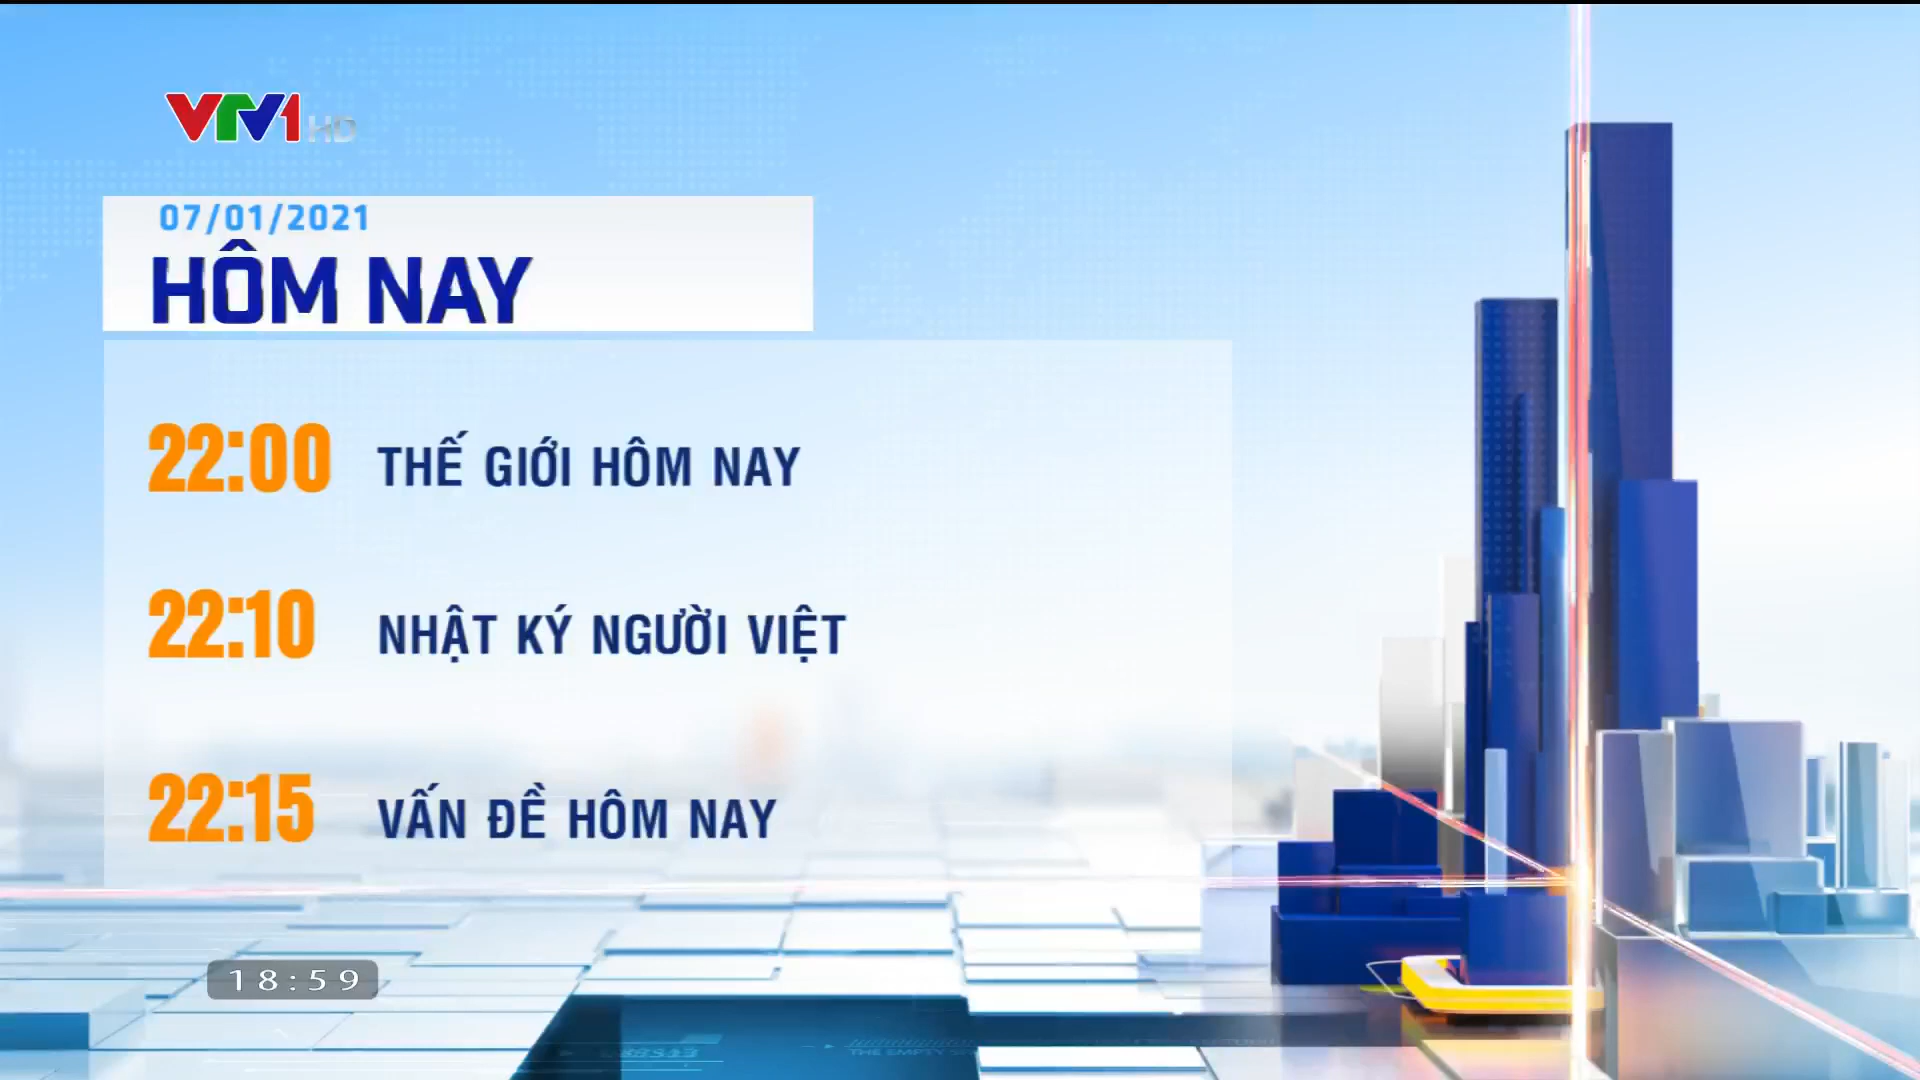 VTV1 HD
07/01/2021
HÔM NAY
22:00 THẾ GIỚI HÔM NAY
22:10 NHẬT KÝ NGƯỜI VIỆT
22:15 VẤN ĐỀ HÔM NAY
18:59